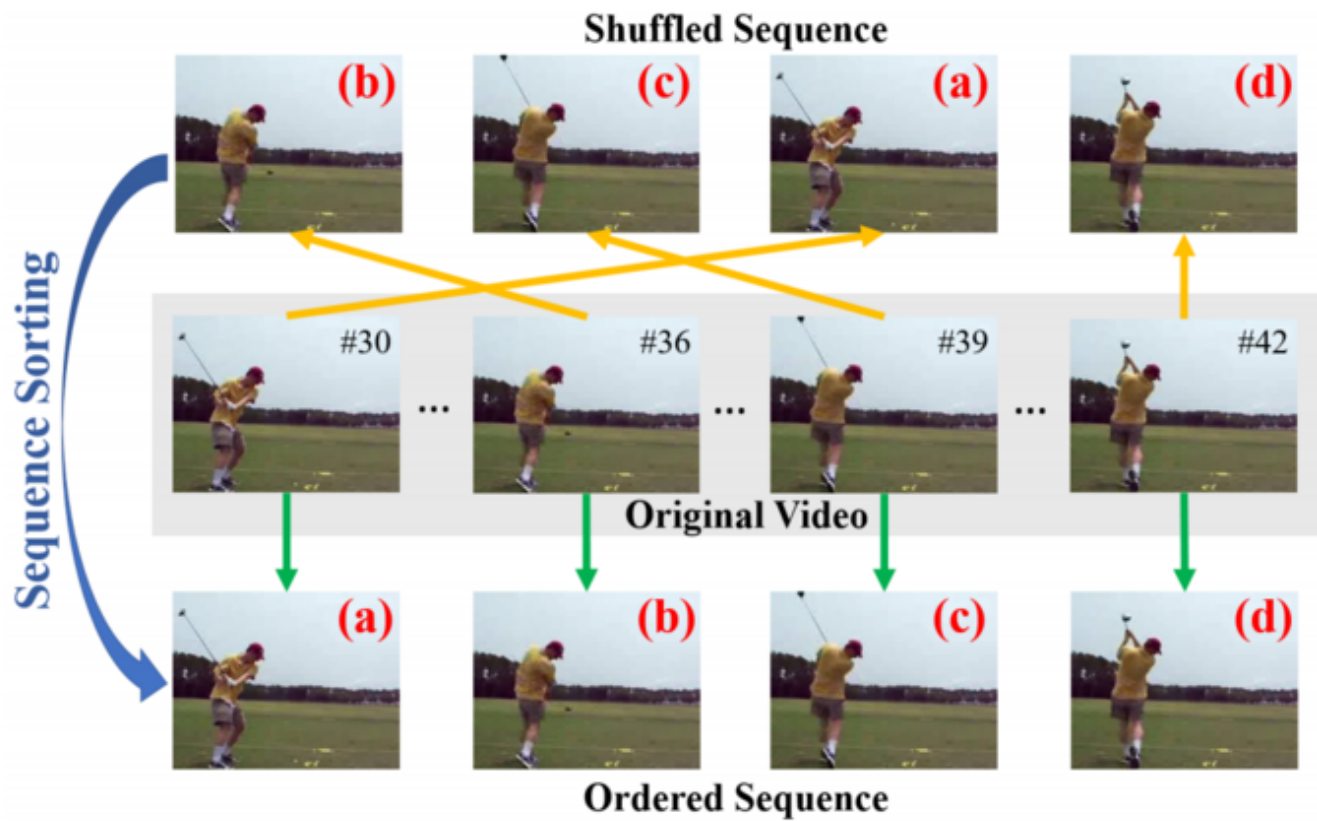 Shuffled Sequence
(b) (c) (a) (d)
Sequence Sorting
#30 #36 #39 #42
... ... ...
Original Video
(a) (b) (c) (d)
Ordered Sequence